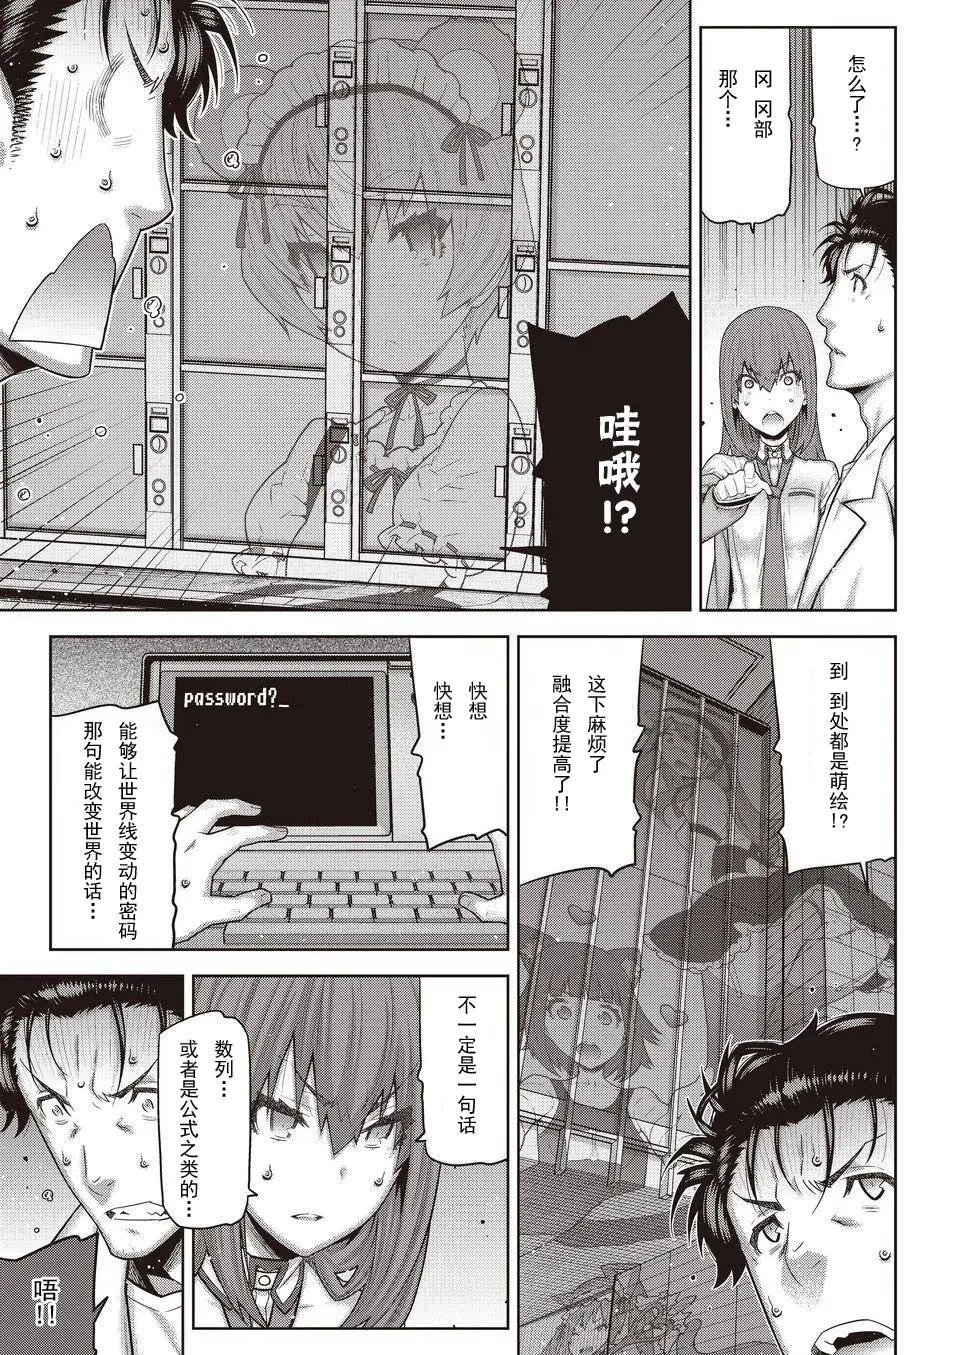 怎么了…?
冈 冈部
那个…
哇哦!?
到 到处都是萌绘!?
这下麻烦了
融合度提高了!!
快想
快想…
password?_
能够让世界线变动的密码
那句能改变世界的话…
不一定是一句话
数列…
或者是公式之类的…
唔!!